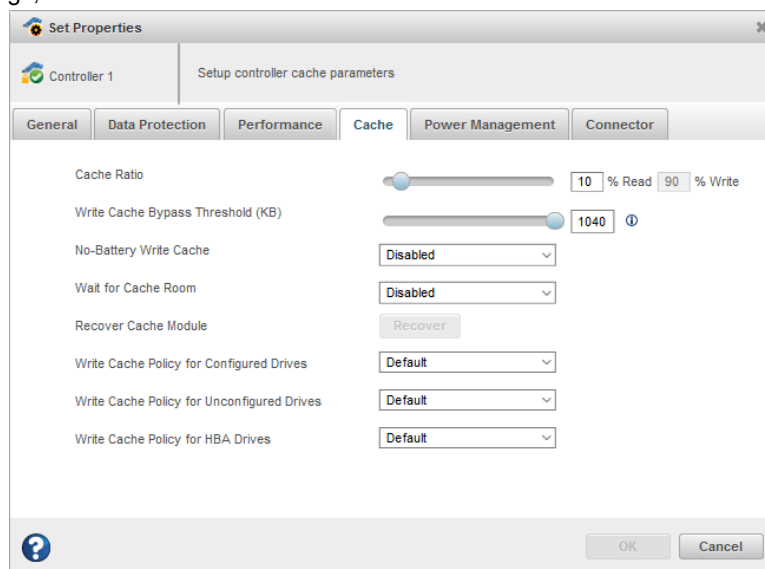 Set Properties
Controller 1
Setup controller cache parameters
General Data Protection Performance Cache Power Management Connector
Cache Ratio 10 % Read 90 % Write
Write Cache Bypass Threshold (KB) 1040
No-Battery Write Cache Disabled
Wait for Cache Room Disabled
Recover Cache Module Recover
Write Cache Policy for Configured Drives Default
Write Cache Policy for Unconfigured Drives Default
Write Cache Policy for HBA Drives Default
? OK Cancel